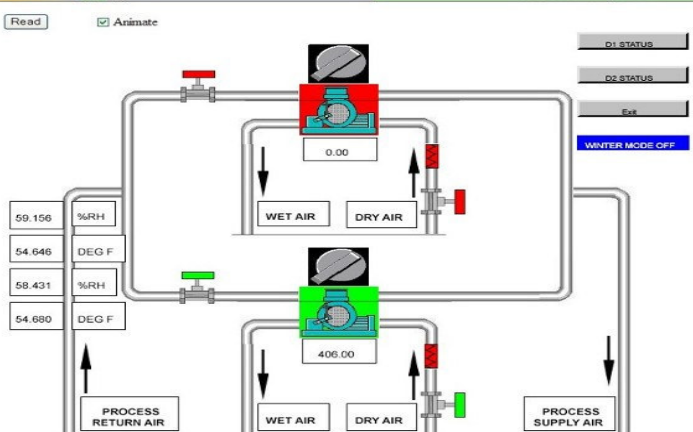 Read
Animate
D1 STATUS
D2 STATUS
Exit
WINTER MODE OFF
0.00
WET AIR
DRY AIR
59.156
%RH
54.646
DEG F
58.431
%RH
54.680
DEG F
406.00
WET AIR
DRY AIR
PROCESS
RETURN AIR
PROCESS
SUPPLY AIR